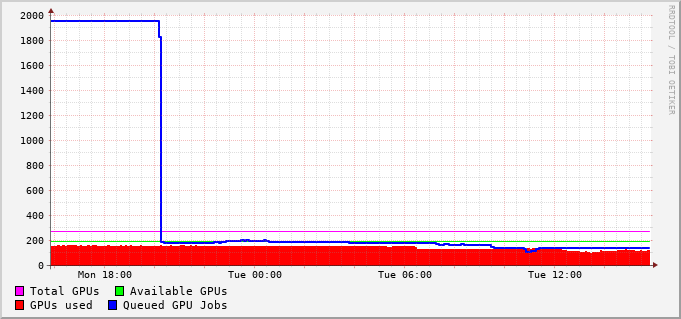 2000
1800
1600
1400
1200
1000
800
600
400
200
0
Mon 18:00 Tue 00:00 Tue 06:00 Tue 12:00
Total GPUs Available GPUs
GPUs used Queued GPU Jobs
RRDTOOL / TOBI OETIKER